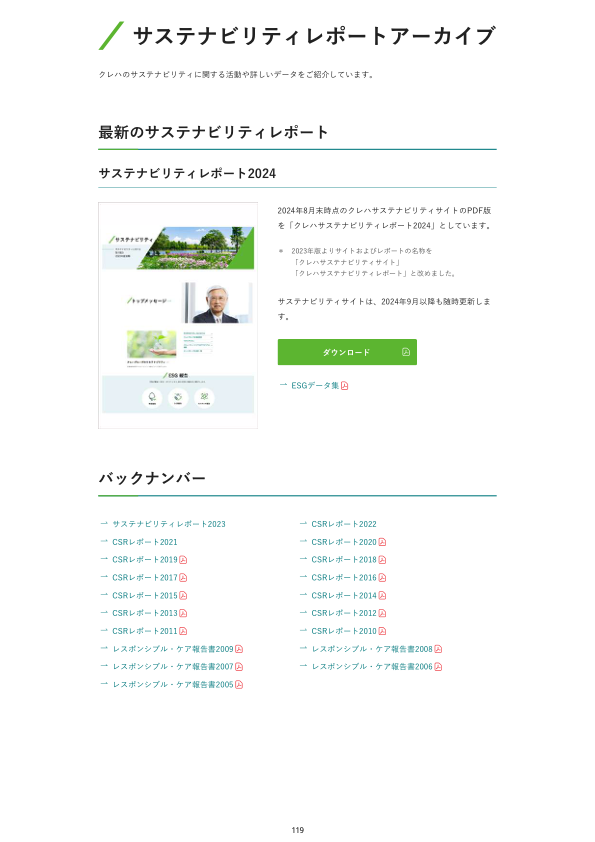 サステナビリティレポートアーカイブ
クレハのサステナビリティに関する活動や詳しいデータをご紹介しています。
最新のサステナビリティレポート
サステナビリティレポート2024
サステナビリティ
トップメッセージ
ESG 報告
2024年8月末時点のクレハサステナビリティサイトのPDF版
を「クレハサステナビリティレポート2024」としています。
※ 2023年版よりサイトおよびレポートの名称を
「クレハサステナビリティサイト」
「クレハサステナビリティレポート」と改めました。
サステナビリティサイトは、2024年9月以降も随時更新しま
す。
ダウンロード
→ ESGデータ集
バックナンバー
→ サステナビリティレポート2023
→ CSRレポート2022
→ CSRレポート2021
→ CSRレポート2020
→ CSRレポート2019
→ CSRレポート2018
→ CSRレポート2017
→ CSRレポート2016
→ CSRレポート2015
→ CSRレポート2014
→ CSRレポート2013
→ CSRレポート2012
→ CSRレポート2011
→ CSRレポート2010
→ レスポンシブル・ケア報告書2009
→ レスポンシブル・ケア報告書2008
→ レスポンシブル・ケア報告書2007
→ レスポンシブル・ケア報告書2006
→ レスポンシブル・ケア報告書2005
119